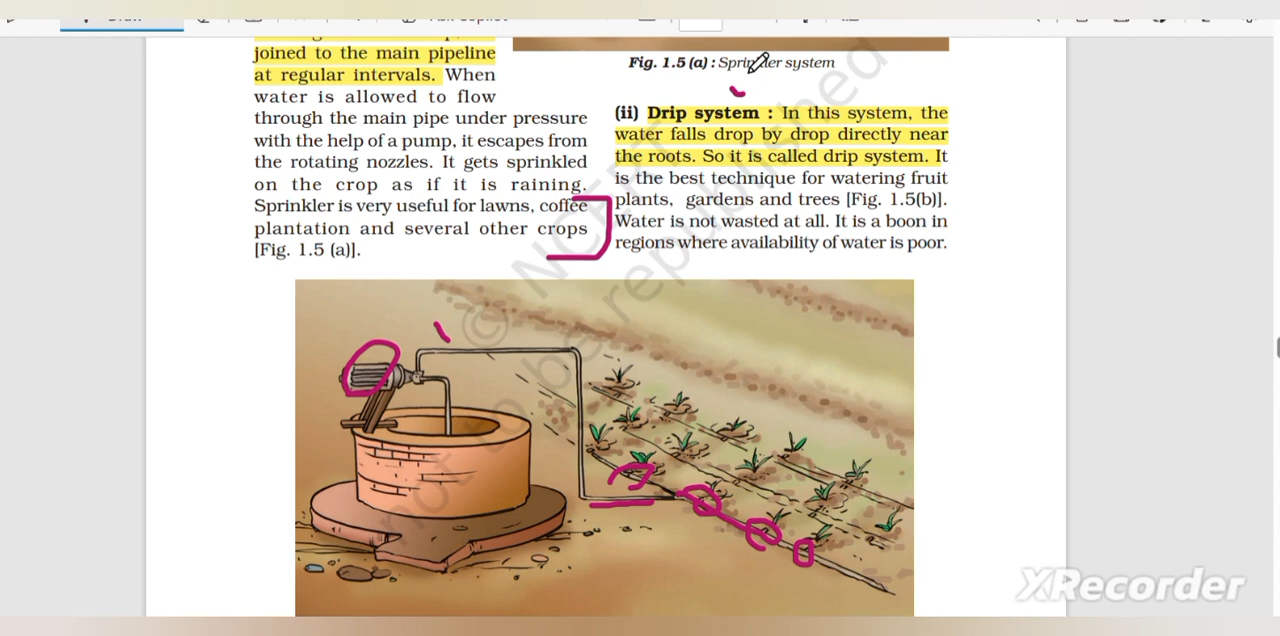 joined to the main pipeline
at regular intervals. When
water is allowed to flow
through the main pipe under pressure
with the help of a pump, it escapes from
the rotating nozzles. It gets sprinkled
on the crop as if it is raining.
Sprinkler is very useful for lawns, coffee
plantation and several other crops
[Fig. 1.5 (a)].
Fig. 1.5 (a) : Sprinkler system
(ii) Drip system : In this system, the
water falls drop by drop directly near
the roots. So it is called drip system. It
is the best technique for watering fruit
plants, gardens and trees [Fig. 1.5(b)].
Water is not wasted at all. It is a boon in
regions where availability of water is poor.
© NCERT
not to be republished
XRecorder